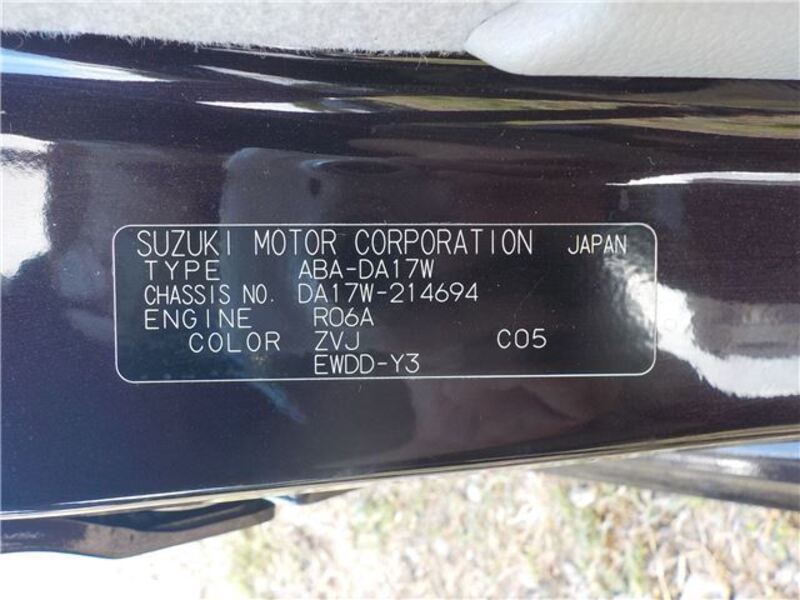 SUZUKI MOTOR CORPORATION JAPAN
TYPE ABA-DA17W
CHASSIS NO. DA17W-214694
ENGINE R06A
COLOR ZVJ C05
EWDD-Y3